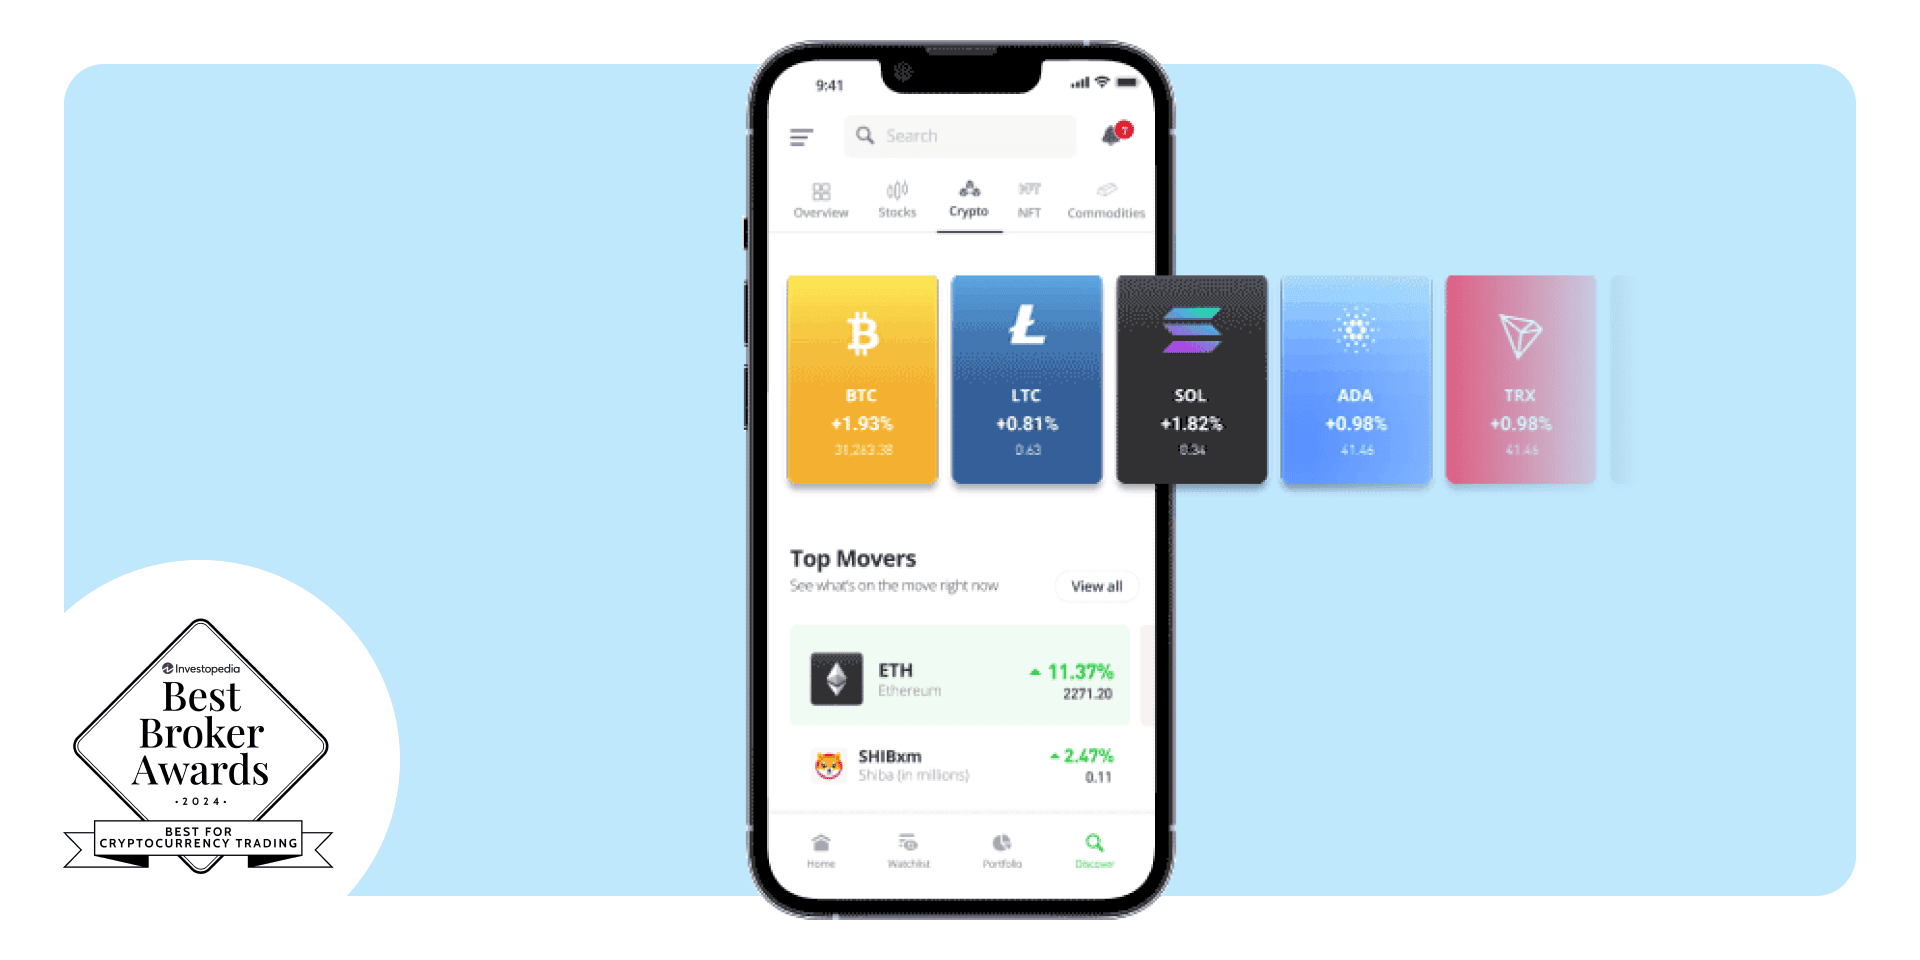 9:41
Search
7
Overview
Stocks
Crypto
NFT
NFT
Commodities
BTC
+1.93%
31,263.38
LTC
+0.81%
0.63
SOL
+1.82%
0.34
ADA
+0.98%
41.46
TRX
+0.98%
41.46
Top Movers
See what's on the move right now
View all
ETH
Ethereum
11.37%
2271.20
SHIBxm
Shiba (in millions)
2.47%
0.11
Home
Watchlist
Portfolio
Discover
Investopedia
Best
Broker
Awards
·2024·
BEST FOR
CRYPTOCURRENCY TRADING